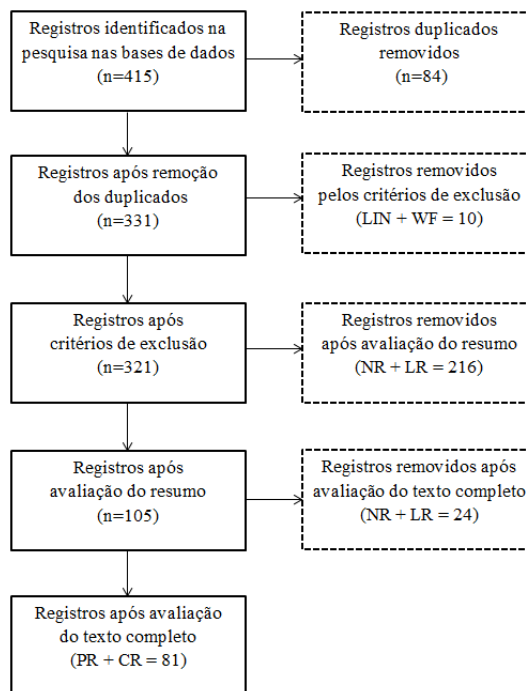 Registros identificados na
pesquisa nas bases de dados
(n=415)
Registros duplicados
removidos
(n=84)
Registros após remoção
dos duplicados
(n=331)
Registros removidos
pelos critérios de exclusão
(LIN + WF = 10)
Registros após
critérios de exclusão
(n=321)
Registros removidos
após avaliação do resumo
(NR + LR = 216)
Registros após
avaliação do resumo
(n=105)
Registros removidos após
avaliação do texto completo
(NR + LR = 24)
Registros após avaliação
do texto completo
(PR + CR = 81)